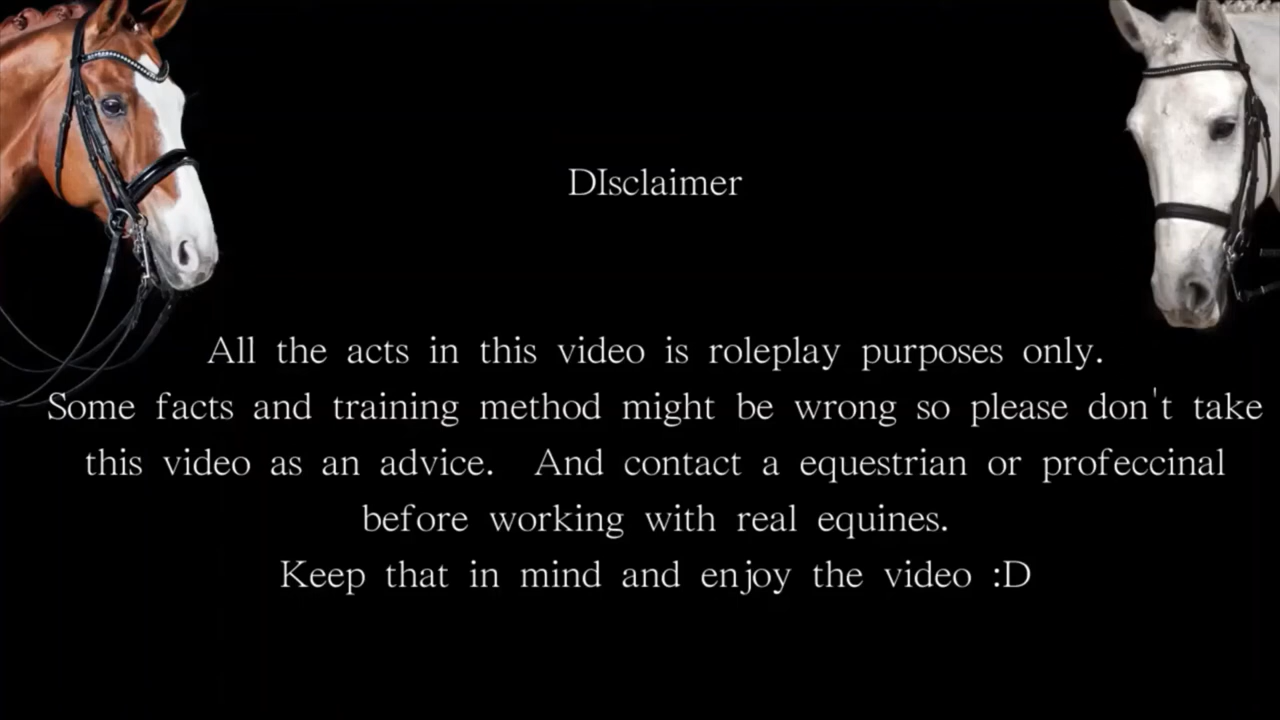 DIsclaimer
All the acts in this video is roleplay purposes only.
Some facts and training method might be wrong so please don't take
this video as an advice. And contact a equestrian or profeccinal
before working with real equines.
Keep that in mind and enjoy the video :D